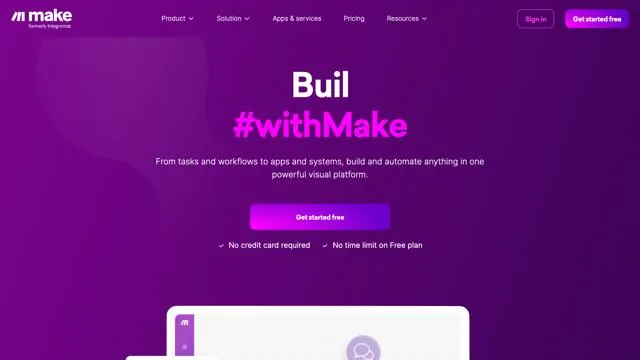 make
formerly Integromat
Product
Solution
Apps & services
Pricing
Resources
Sign in
Get started free
Buil
#withMake
From tasks and workflows to apps and systems, build and automate anything in one
powerful visual platform.
Get started free
✓ No credit card required ✓ No time limit on Free plan